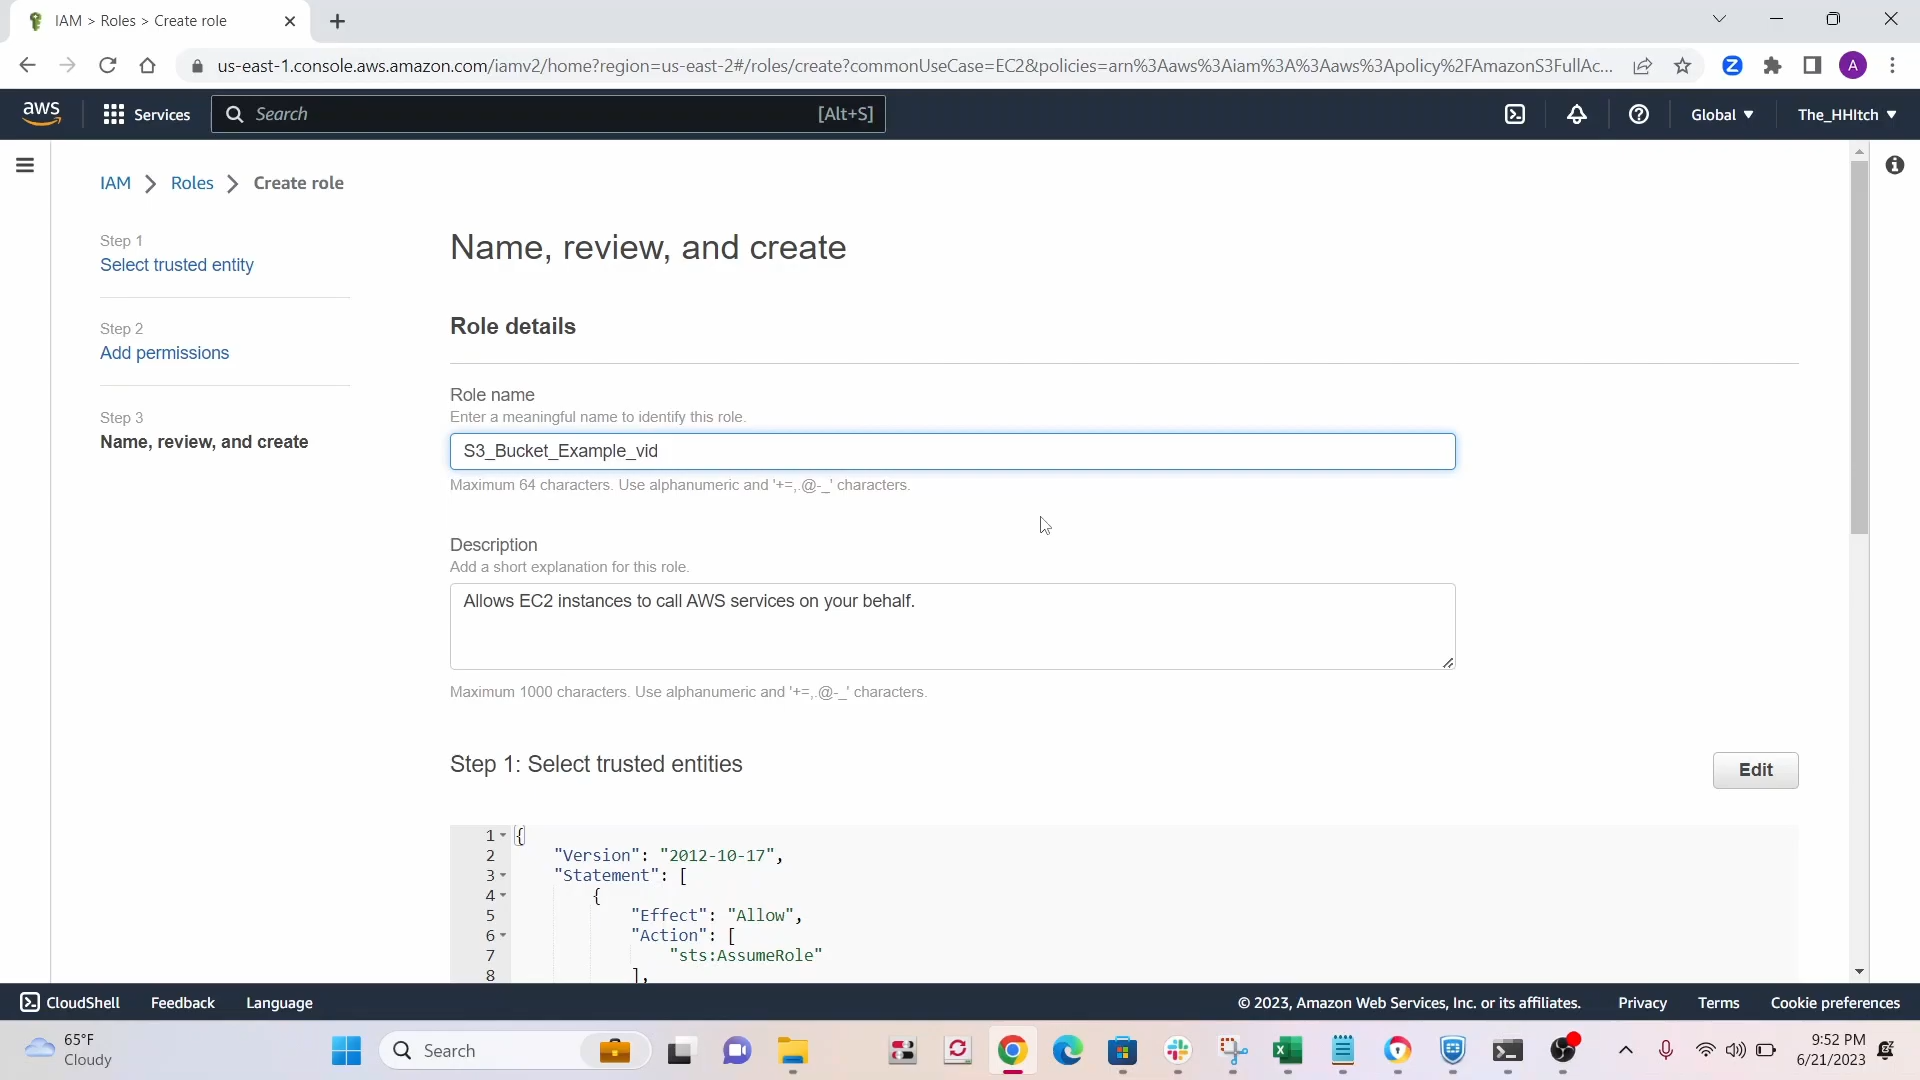 IAM > Roles > Create role
us-east-1.console.aws.amazon.com/iamv2/home?region=us-east-2#/roles/create?commonUseCase=EC2&policies=arn%3Aaws%3Aiam%3A%3Aaws%3Apolicy%2FAmazonS3FullAc...
Z
A
aws
Services
Search
[Alt+S]
Global
The_HHItch
IAM > Roles > Create role
Step 1
Select trusted entity
Step 2
Add permissions
Step 3
Name, review, and create
Name, review, and create
Role details
Role name
Enter a meaningful name to identify this role.
S3_Bucket_Example_vid
Maximum 64 characters. Use alphanumeric and '+=,.@-_' characters.
Description
Add a short explanation for this role.
Allows EC2 instances to call AWS services on your behalf.
Maximum 1000 characters. Use alphanumeric and '+=,.@-_' characters.
Step 1: Select trusted entities
Edit
1 {
2 "Version": "2012-10-17",
3 "Statement": [
4 {
5 "Effect": "Allow",
6 "Action": [
7 "sts:AssumeRole"
8 ],
CloudShell
Feedback
Language
© 2023, Amazon Web Services, Inc. or its affiliates.
Privacy
Terms
Cookie preferences
65°F
Cloudy
Search
9:52 PM
6/21/2023